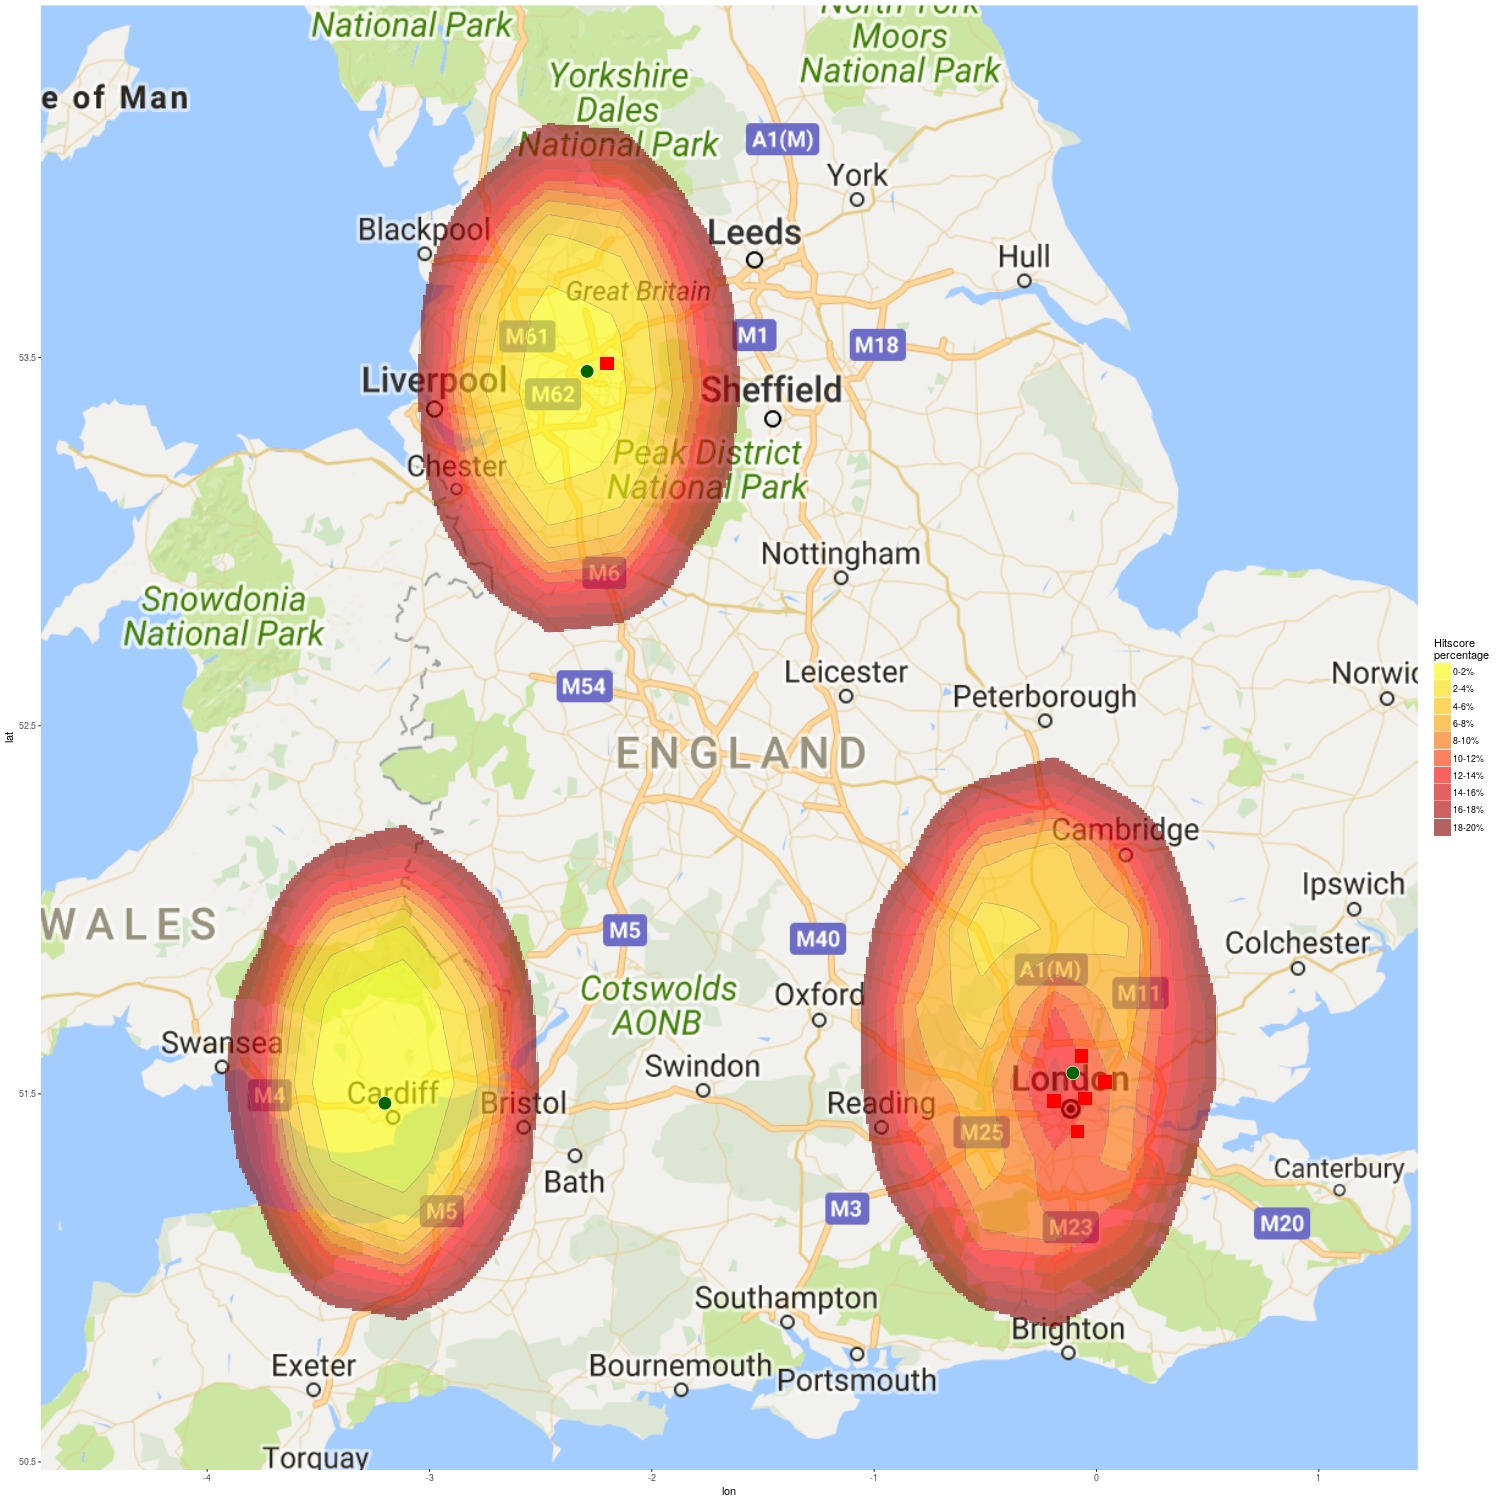 National Park
North York
Moors
National Park
Yorkshire
Dales
National Park
e of Man
A1(M)
York
Blackpool
Leeds
Hull
Great Britain
M61
M1
M18
Liverpool
M62
Sheffield
Peak District
National Park
Chester
Nottingham
M6
Snowdonia
National Park
Leicester
M54
Peterborough
Norwic
ENGLAND
Cambridge
Ipswich
WALES
M5
M40
Colchester
A1(M)
M11
Cotswolds
AONB
Oxford
Swansea
Swindon
London
M4
Cardiff
Bristol
Reading
M25
Bath
Canterbury
M5
M3
M23
M20
Southampton
Brighton
Exeter
Bournemouth
Portsmouth
Torquay
Hitscore
percentage
0-2%
2-4%
4-6%
6-8%
8-10%
10-12%
12-14%
14-16%
16-18%
18-20%
53.5
52.5
51.5
50.5
lat
-4
-3
-2
-1
0
1
lon